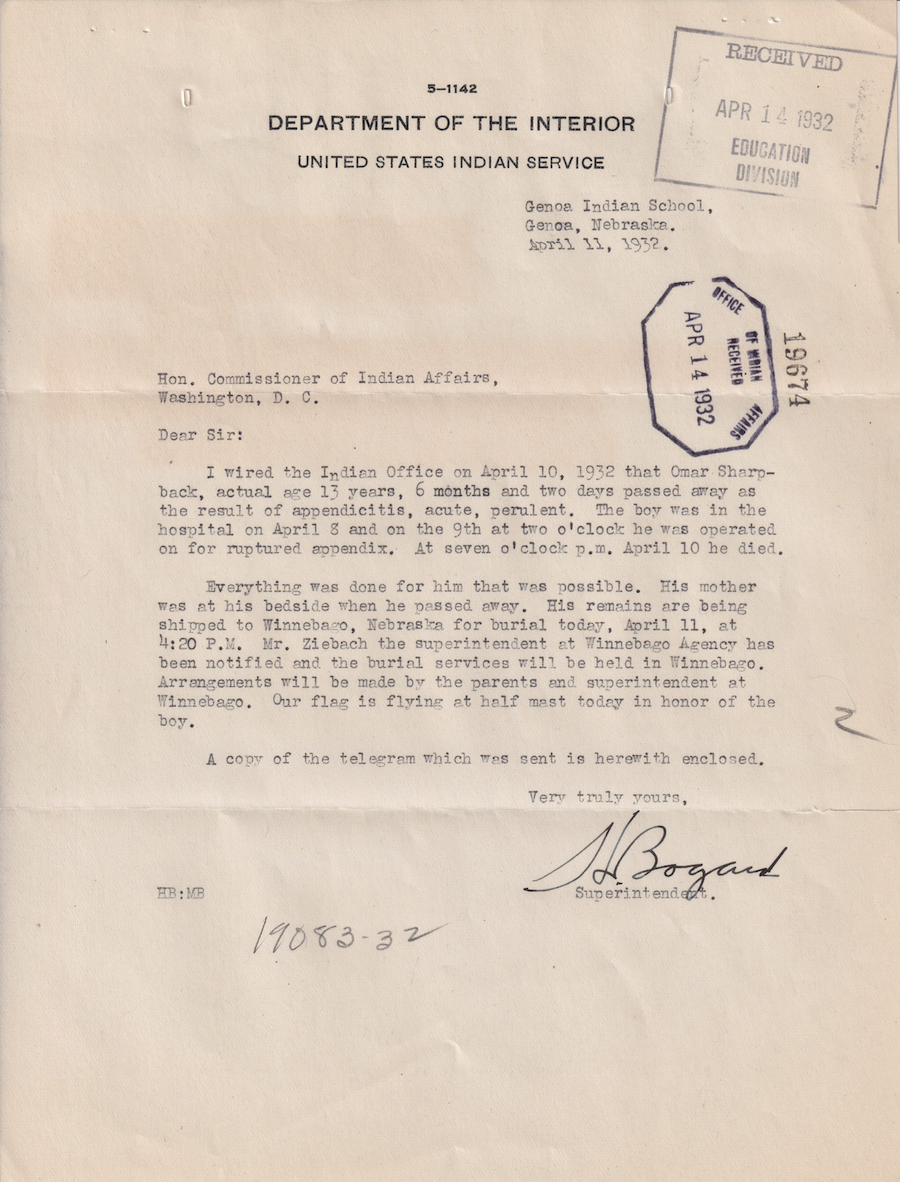 RECEIVED
APR 14 1932
EDUCATION
DIVISION
5—1142
DEPARTMENT OF THE INTERIOR
UNITED STATES INDIAN SERVICE
Genoa Indian School,
Genoa, Nebraska.
April 11, 1932.
OFFICE OF INDIAN AFFAIRS
RECEIVED
APR 14 1932
19674
Hon. Commissioner of Indian Affairs,
Washington, D. C.
Dear Sir:
I wired the Indian Office on April 10, 1932 that Omar Sharp-
back, actual age 13 years, 6 months and two days passed away as
the result of appendicitis, acute, perulent. The boy was in the
hospital on April 8 and on the 9th at two o'clock he was operated
on for ruptured appendix. At seven o'clock p.m. April 10 he died.
Everything was done for him that was possible. His mother
was at his bedside when he passed away. His remains are being
shipped to Winnebago, Nebraska for burial today, April 11, at
4:20 P.M. Mr. Ziebach the superintendent at Winnebago Agency has
been notified and the burial services will be held in Winnebago.
Arrangements will be made by the parents and superintendent at
Winnebago. Our flag is flying at half mast today in honor of the
boy.
2
A copy of the telegram which was sent is herewith enclosed.
Very truly yours,
H Bogard
HB:MB
Superintendent.
19083-32